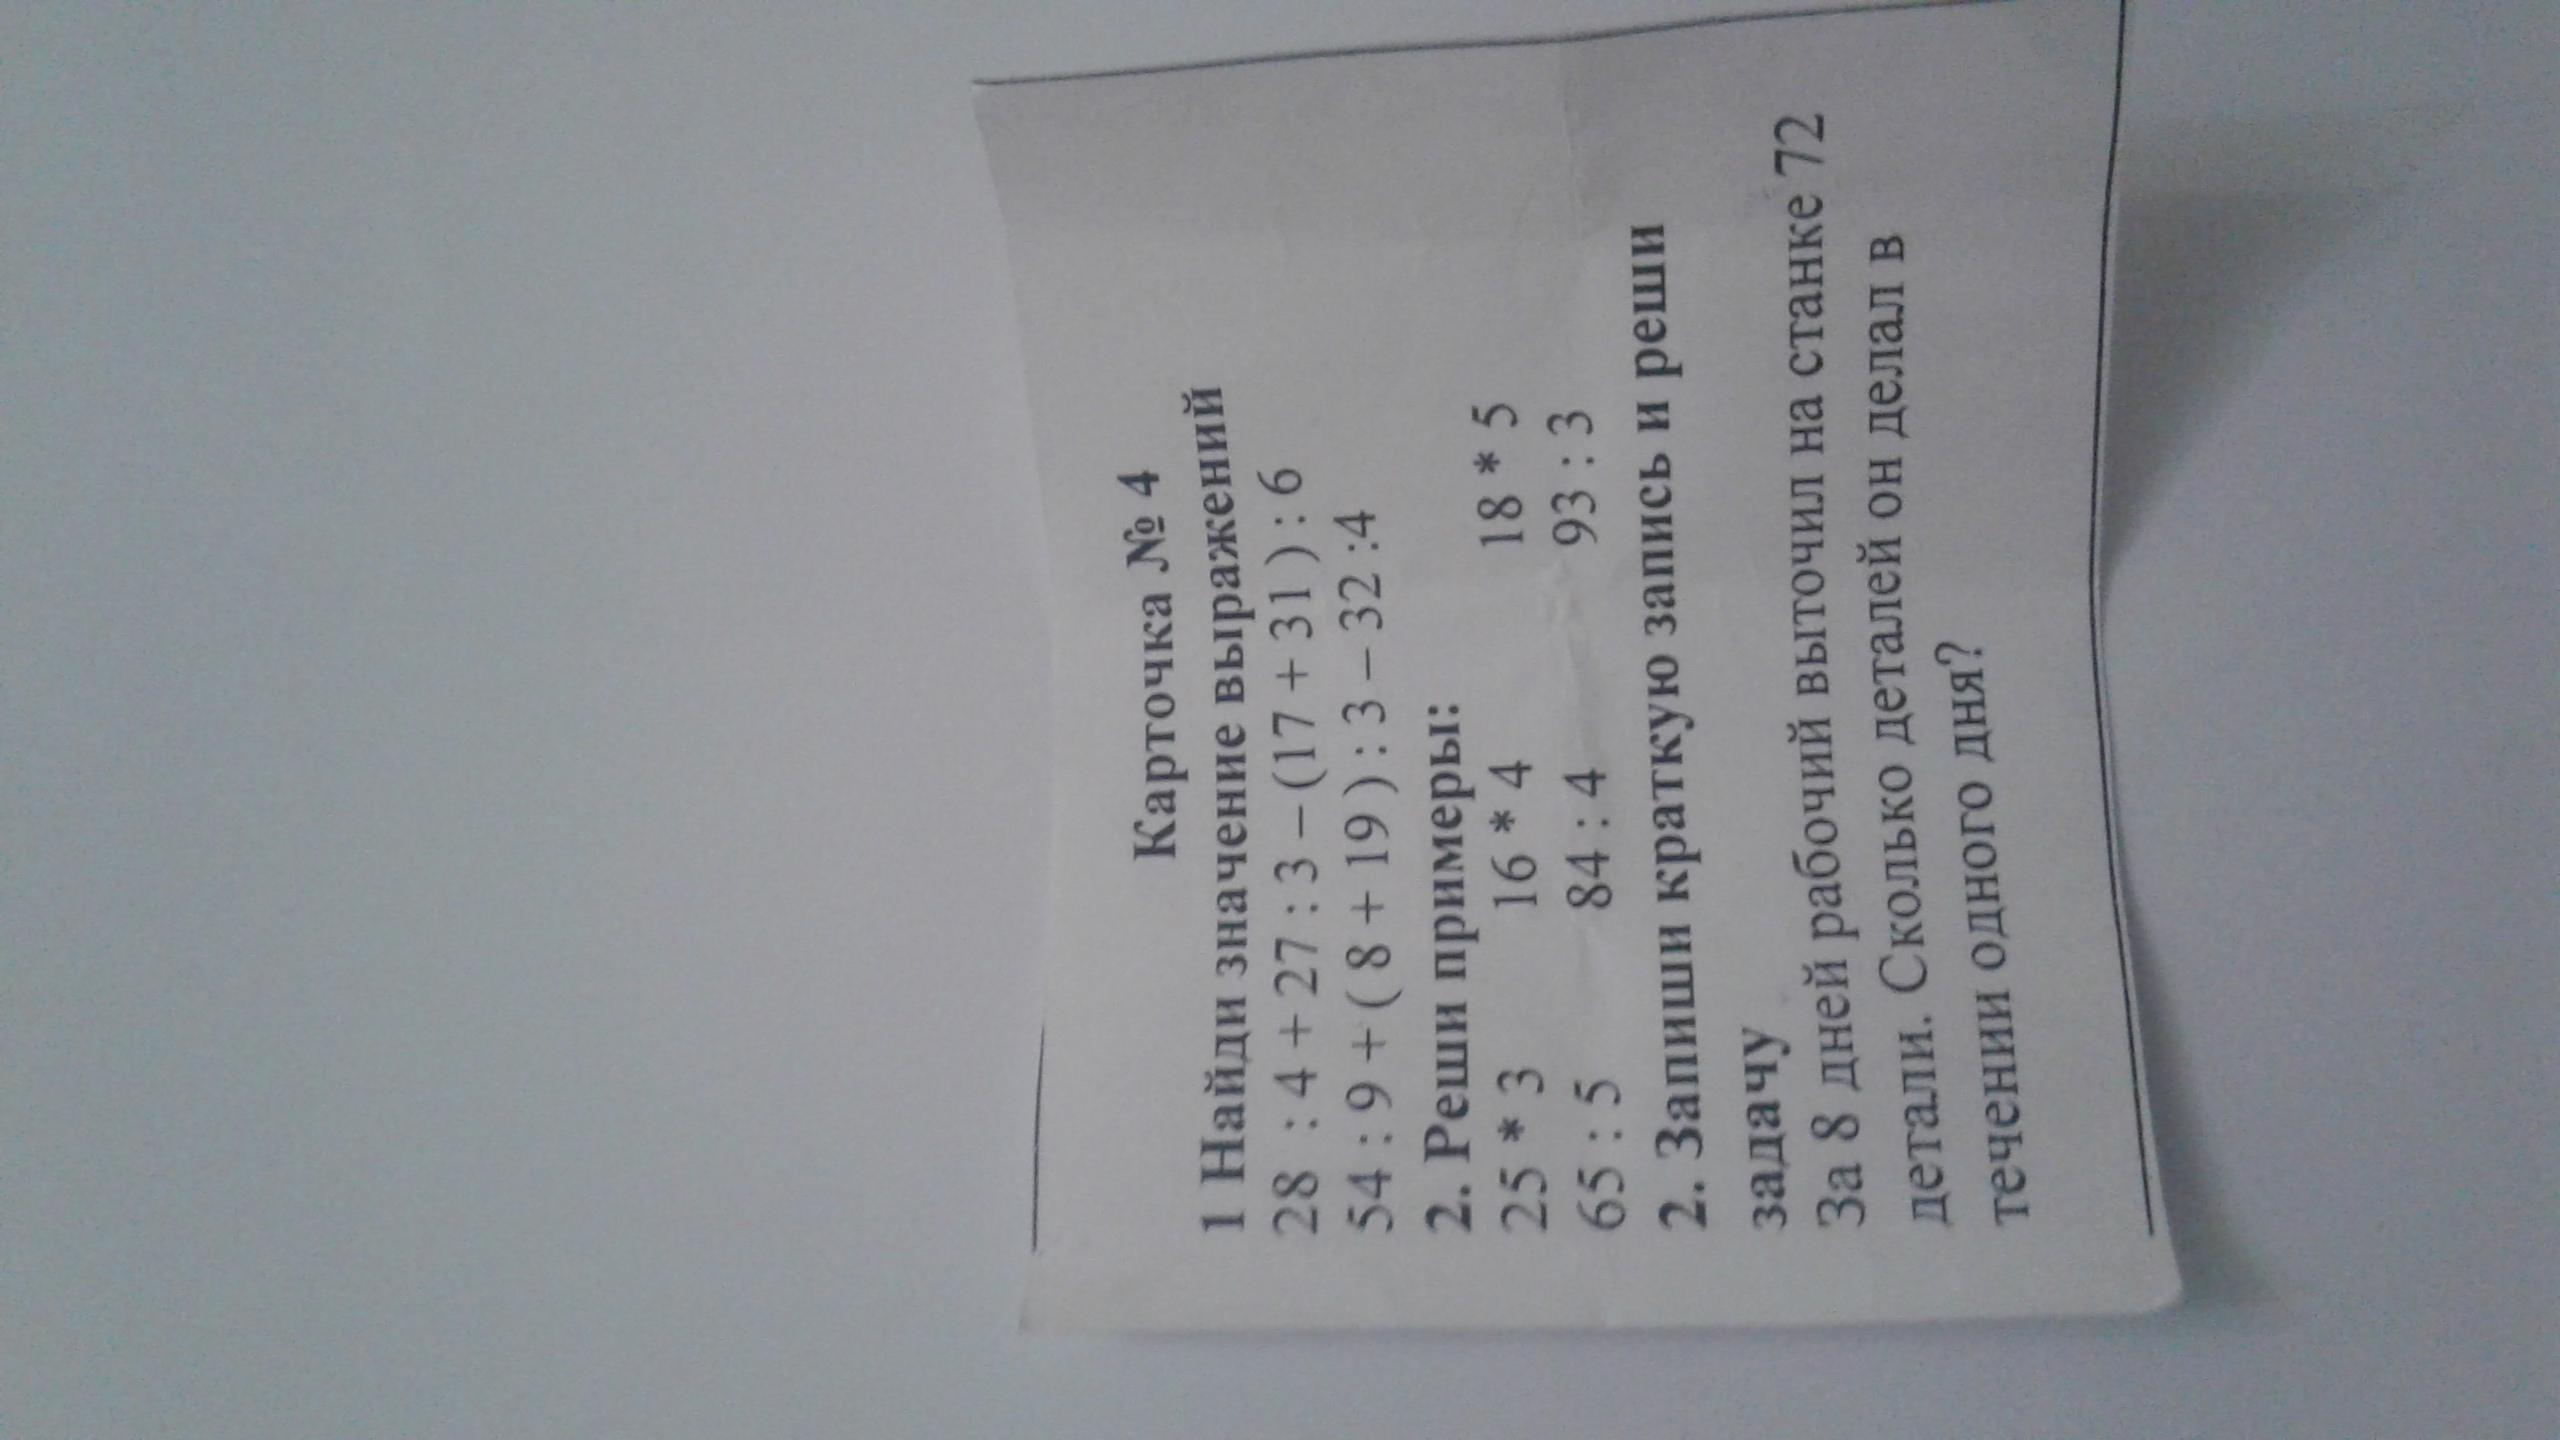 Карточка № 4
1 Найди значение выражений
28 : 4 + 27 : 3 – (17 + 31) : 6
54 : 9 + ( 8 + 19 ) : 3 – 32 :4
2. Реши примеры:
25 * 3 16 * 4 18 * 5
65 : 5 84 : 4 93 : 3
2. Запиши краткую запись и реши
задачу
За 8 дней рабочий выточил на станке 72
детали. Сколько деталей он делал в
течении одного дня?